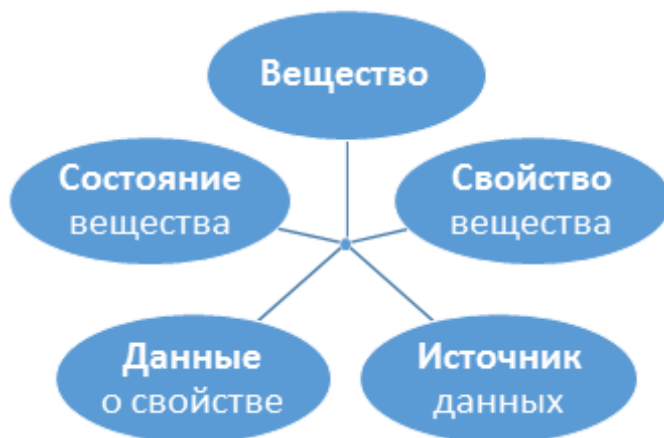 Вещество
Состояние
вещества
Свойство
вещества
Данные
о свойстве
Источник
данных